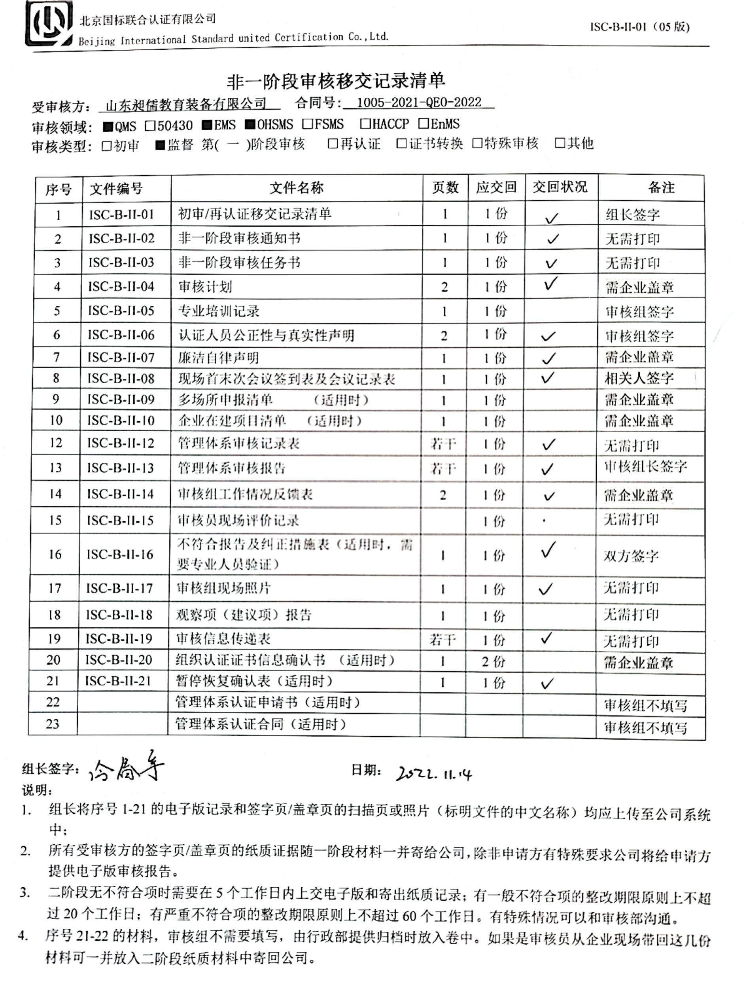 北京国标联合认证有限公司
ISC-B-II-01（05版）
Beijing International Standard united Certification Co.,Ltd.
非一阶段审核移交记录清单
受审核方： 山东昶儒教育装备有限公司 合同号： 1005-2021-QEO-2022
审核领域：■QMS □50430 ■EMS ■OHSMS □FSMS □HACCP □EnMS
审核类型：□初审 ■监督 第( 一 )阶段审核 □再认证 □证书转换 □特殊审核 □其他
序号 文件编号 文件名称 页数 应交回 交回状况 备注
1 ISC-B-II-01 初审/再认证移交记录清单 1 1份 ✓ 组长签字
2 ISC-B-II-02 非一阶段审核通知书 1 1份 ✓ 无需打印
3 ISC-B-II-03 非一阶段审核任务书 1 1份 ✓ 无需打印
4 ISC-B-II-04 审核计划 2 1份 ✓ 需企业盖章
5 ISC-B-II-05 专业培训记录 1 1份 审核组签字
6 ISC-B-II-06 认证人员公正性与真实性声明 2 1份 ✓ 审核组签字
7 ISC-B-II-07 廉洁自律声明 1 1份 ✓ 需企业盖章
8 ISC-B-II-08 现场首末次会议签到表及会议记录表 1 1份 ✓ 相关人签字
9 ISC-B-II-09 多场所申报清单 （适用时） 1 1份 需企业盖章
10 ISC-B-II-10 企业在建项目清单 （适用时） 1 1份 需企业盖章
12 ISC-B-II-12 管理体系审核记录表 若干 1份 ✓ 无需打印
13 ISC-B-II-13 管理体系审核报告 若干 1份 ✓ 审核组长签字
14 ISC-B-II-14 审核组工作情况反馈表 2 1份 ✓ 需企业盖章
15 ISC-B-II-15 审核员现场评价记录 1份 无需打印
16 ISC-B-II-16 不符合报告及纠正措施表（适用时，需
要专业人员验证） 1 1份 ✓ 双方签字
17 ISC-B-II-17 审核组现场照片 1 1份 ✓ 无需打印
18 ISC-B-II-18 观察项（建议项）报告 1 1份 无需打印
19 ISC-B-II-19 审核信息传递表 若干 1份 ✓ 无需打印
20 ISC-B-II-20 组织认证证书信息确认书 （适用时） 1 2份 需企业盖章
21 ISC-B-II-21 暂停恢复确认表（适用时） 1 1份 ✓
22 管理体系认证申请书（适用时） 审核组不填写
23 管理体系认证合同（适用时） 审核组不填写
组长签字： 日期： 2022.11.14
说明：
1. 组长将序号 1-21 的电子版记录和签字页/盖章页的扫描页或照片（标明文件的中文名称）均应上传至公司系统
中；
2. 所有受审核方的签字页/盖章页的纸质证据随一阶段材料一并寄给公司，除非申请方有特殊要求公司将给申请方
提供电子版审核报告。
3. 二阶段无不符合项时需要在 5 个工作日内上交电子版和寄出纸质记录；有一般不符合项的整改期限原则上不超
过 20 个工作日；有严重不符合项的整改期限原则上不超过 60 个工作日。有特殊情况可以和审核部沟通。
4. 序号 21-22 的材料，审核组不需要填写，由行政部提供归档时放入卷中。如果是审核员从企业现场带回这几份
材料可一并放入二阶段纸质材料中寄回公司。